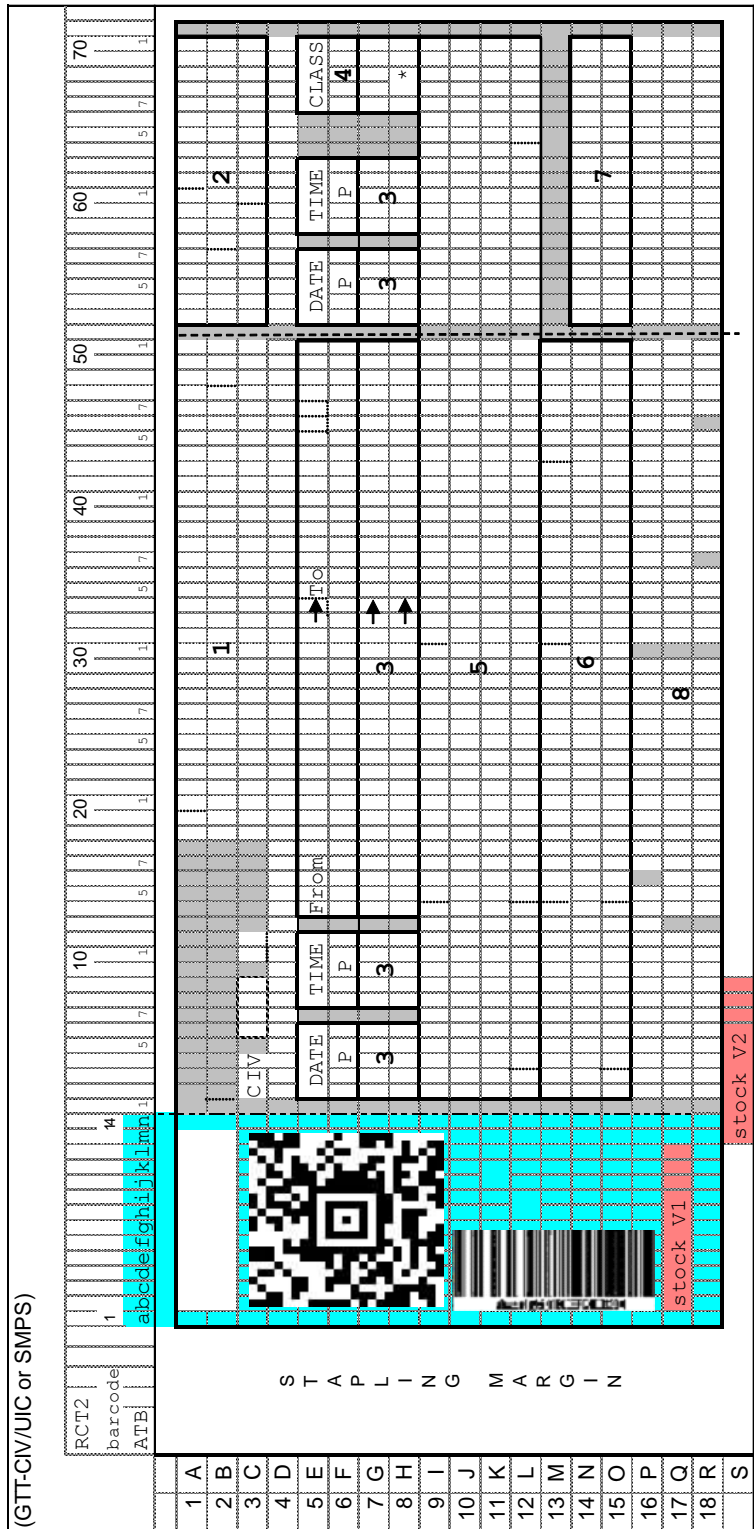 (GTT-CIV/UIC or SMPS)
RCT2 10 20 30 40 50 60 70
barcode 1 14
ATB abcdefghijklmn 1 5 7 1 5 7 1 5 7 1 5 7 1 5 7 1 5 7 1 5 7 1
1 A
2 B 1 2
3 C CIV
4 D
5 E DATE TIME From To DATE TIME CLASS
6 F P P P P 4
7 G 3 3 3 3 3
8 H *
9 I
10 J
11 K 5
12 L
13 M
14 N 6
15 O 7
16 P
17 Q stock V1 8
18 R
S stock V2
STAPLING MARGIN